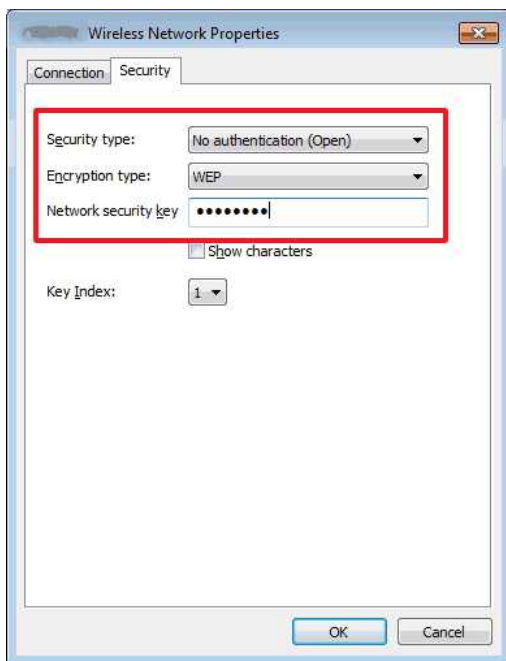 Wireless Network Properties
Connection Security
Security type: No authentication (Open)
Encryption type: WEP
Network security key ••••••••
Show characters
Key Index: 1
OK Cancel